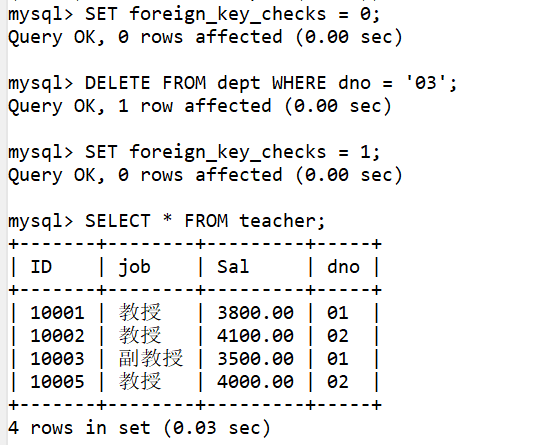 mysql> SET foreign_key_checks = 0;
Query OK, 0 rows affected (0.00 sec)
mysql> DELETE FROM dept WHERE dno = '03';
Query OK, 1 row affected (0.00 sec)
mysql> SET foreign_key_checks = 1;
Query OK, 0 rows affected (0.00 sec)
mysql> SELECT * FROM teacher;
+-------+--------+---------+-----+
| ID    | job    | Sal     | dno |
+-------+--------+---------+-----+
| 10001 | 教授   | 3800.00 | 01  |
| 10002 | 教授   | 4100.00 | 02  |
| 10003 | 副教授 | 3500.00 | 01  |
| 10005 | 教授   | 4000.00 | 02  |
+-------+--------+---------+-----+
4 rows in set (0.03 sec)